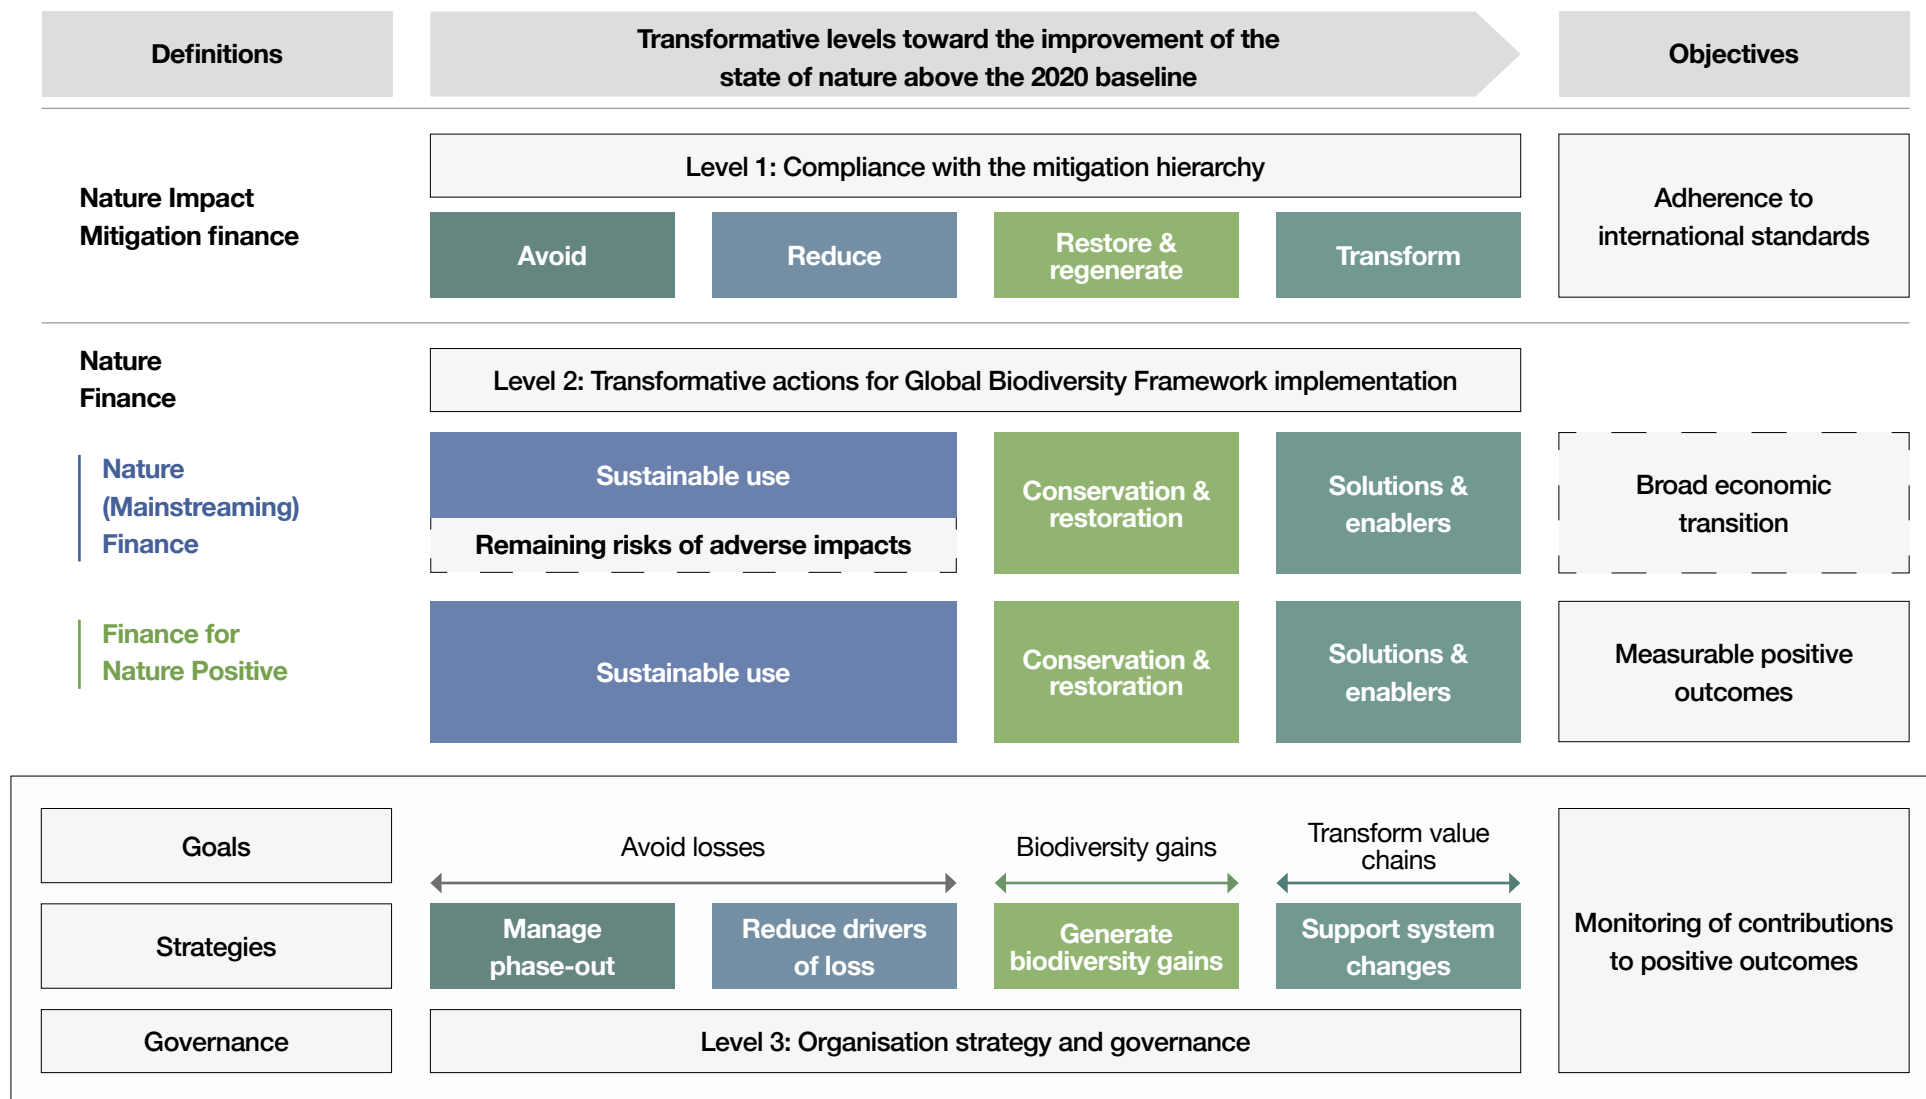 Definitions
Transformative levels toward the improvement of the
state of nature above the 2020 baseline
Objectives
Nature Impact
Mitigation finance
Level 1: Compliance with the mitigation hierarchy
Avoid
Reduce
Restore &
regenerate
Transform
Adherence to
international standards
Nature
Finance
Level 2: Transformative actions for Global Biodiversity Framework implementation
Nature
(Mainstreaming)
Finance
Sustainable use
Remaining risks of adverse impacts
Conservation &
restoration
Solutions &
enablers
Broad economic
transition
Finance for
Nature Positive
Sustainable use
Conservation &
restoration
Solutions &
enablers
Measurable positive
outcomes
Goals
Avoid losses
Biodiversity gains
Transform value
chains
Strategies
Manage
phase-out
Reduce drivers
of loss
Generate
biodiversity gains
Support system
changes
Monitoring of contributions
to positive outcomes
Governance
Level 3: Organisation strategy and governance